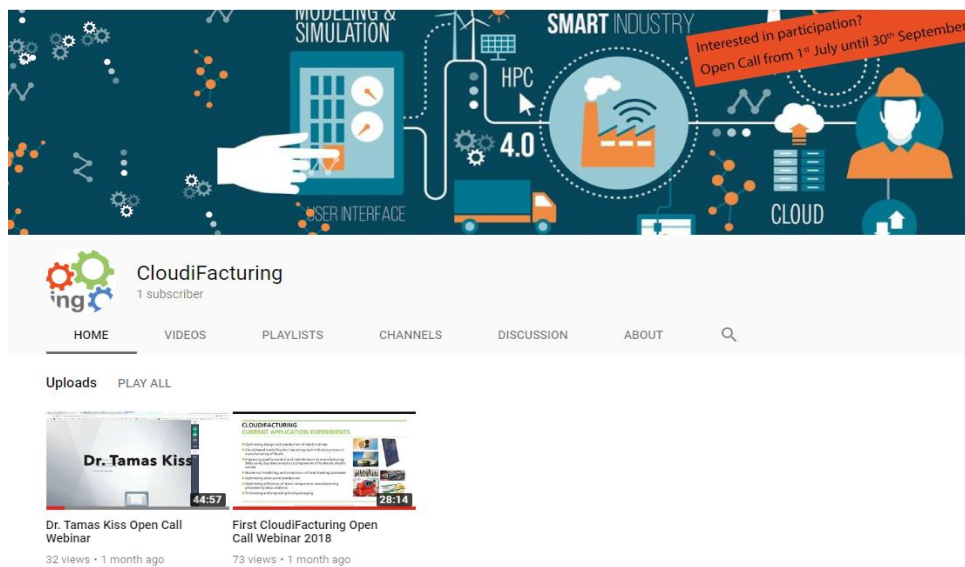 MODELING &
SIMULATION
SMART INDUSTRY
Interested in participation?
Open Call from 1st July until 30th September
HPC
4.0
USER INTERFACE
CLOUD
ing
CloudiFacturing
1 subscriber
HOME VIDEOS PLAYLISTS CHANNELS DISCUSSION ABOUT
Uploads PLAY ALL
Dr. Tamas Kiss
44:57
CLOUDIFACTURING
CURRENT APPLICATION EXPERIMENTS
28:14
Dr. Tamas Kiss Open Call
Webinar
32 views • 1 month ago
First CloudiFacturing Open
Call Webinar 2018
73 views • 1 month ago